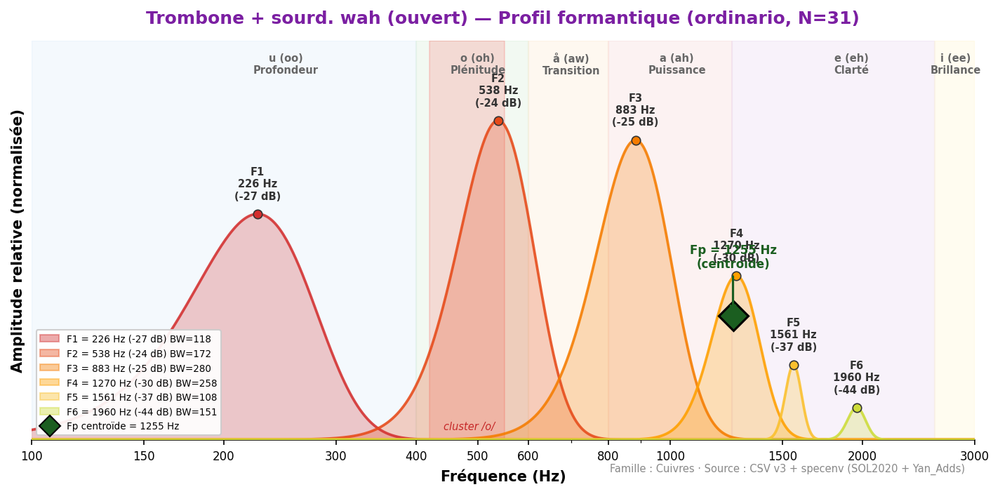 Trombone + sourd. wah (ouvert) — Profil formantique (ordinario, N=31)
u (oo)
Profondeur
o (oh)
Plénitude
å (aw)
Transition
a (ah)
Puissance
e (eh)
Clarté
i (ee)
Brillance
F1
226 Hz
(-27 dB)
F2
538 Hz
(-24 dB)
F3
883 Hz
(-25 dB)
F4
1270 Hz
(-30 dB)
Fp = 1255 Hz
(centroïde)
F5
1561 Hz
(-37 dB)
F6
1960 Hz
(-44 dB)
Amplitude relative (normalisée)
F1 = 226 Hz (-27 dB) BW=118
F2 = 538 Hz (-24 dB) BW=172
F3 = 883 Hz (-25 dB) BW=280
F4 = 1270 Hz (-30 dB) BW=258
F5 = 1561 Hz (-37 dB) BW=108
F6 = 1960 Hz (-44 dB) BW=151
Fp centroïde = 1255 Hz
cluster /o/
100 150 200 300 400 500 600 800 1000 1500 2000 3000
Fréquence (Hz)
Famille : Cuivres · Source : CSV v3 + specenv (SOL2020 + Yan_Adds)